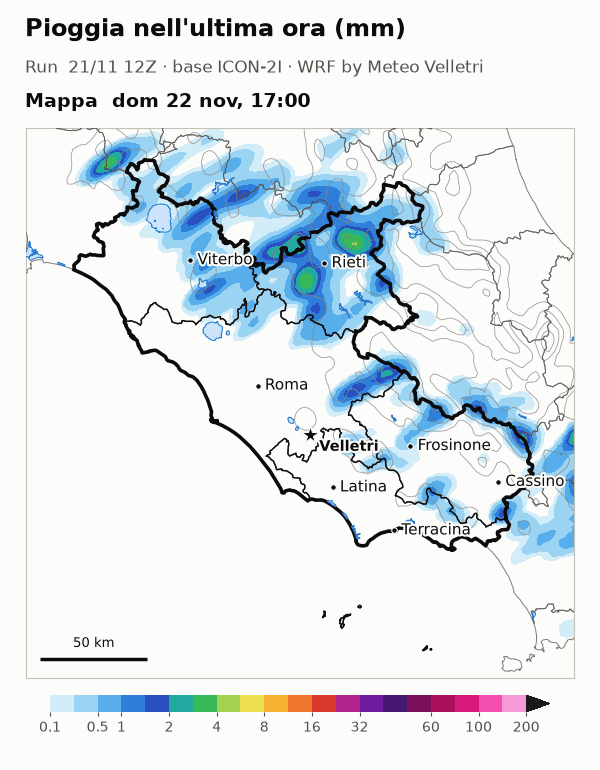 Pioggia nell'ultima ora (mm)
Run  21/11 12Z · base ICON-2I · WRF by Meteo Velletri
Mappa  dom 22 nov, 17:00
Viterbo
Rieti
Roma
Velletri
Frosinone
Latina
Cassino
Terracina
50 km
0.1 0.5 1 2 4 8 16 32 60 100 200